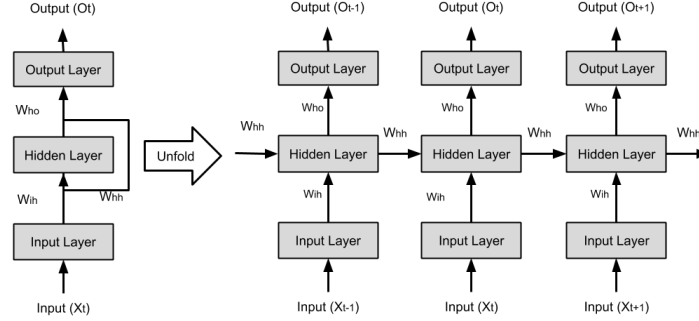 Output (Ot)
Output Layer
Who
Hidden Layer
Wih
Whh
Input Layer
Input (Xt)
Unfold
Output (Ot-1)
Output (Ot)
Output (Ot+1)
Output Layer
Output Layer
Output Layer
Who
Who
Who
Whh
Whh
Whh
Whh
Hidden Layer
Hidden Layer
Hidden Layer
Wih
Wih
Wih
Input Layer
Input Layer
Input Layer
Input (Xt-1)
Input (Xt)
Input (Xt+1)